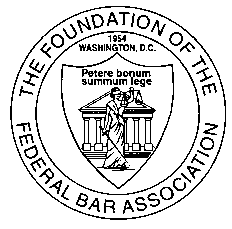 THE FOUNDATION OF THE
1954
WASHINGTON, D.C.
Petere bonum
summum lege
FEDERAL BAR ASSOCIATION